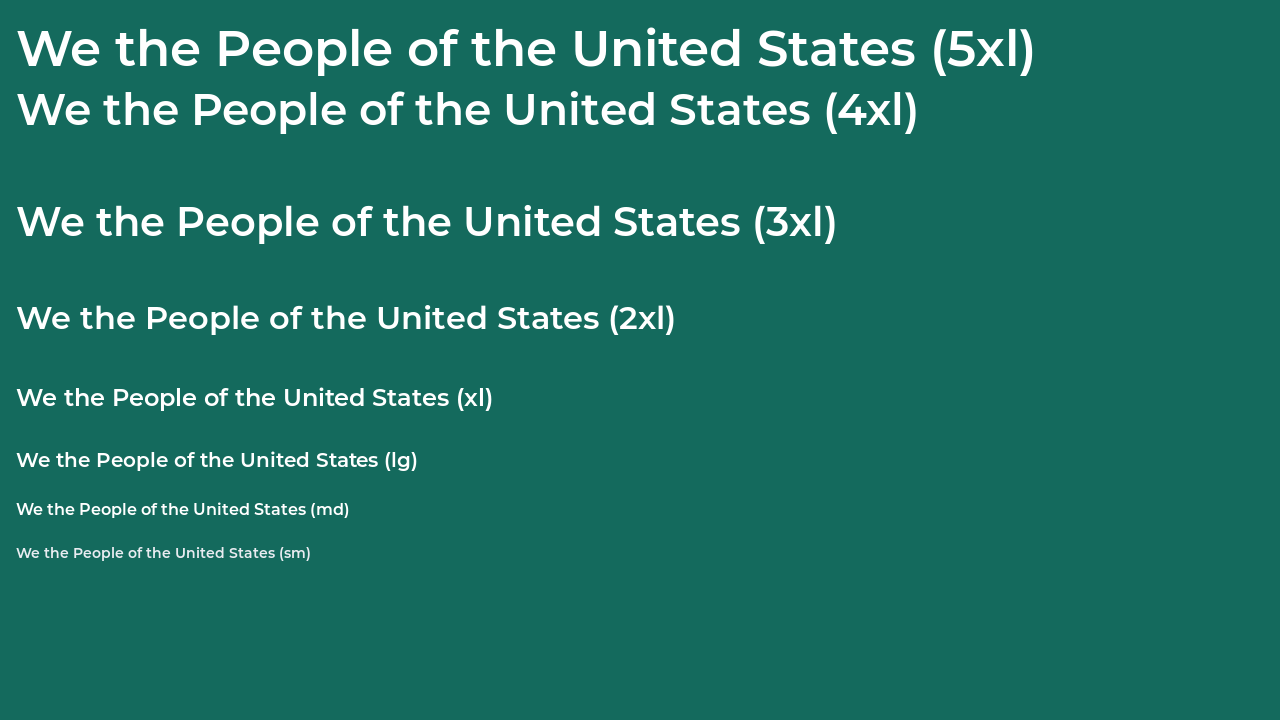 We the People of the United States (5xl)
We the People of the United States (4xl)
We the People of the United States (3xl)
We the People of the United States (2xl)
We the People of the United States (xl)
We the People of the United States (lg)
We the People of the United States (md)
We the People of the United States (sm)